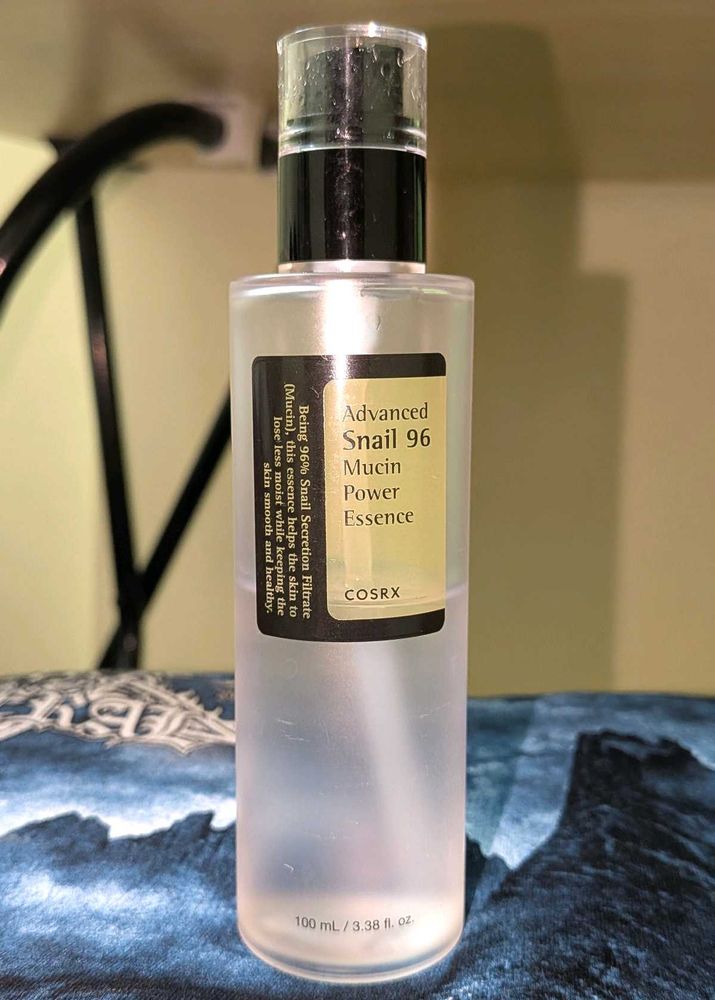 Advanced
Snail 96
Mucin
Power
Essence
COSRX
Being 96% Snail Secretion Filtrate
(Mucin), this essence helps the skin to
lose less moist while keeping the
skin smooth and healthy.
100 mL / 3.38 fl. oz.